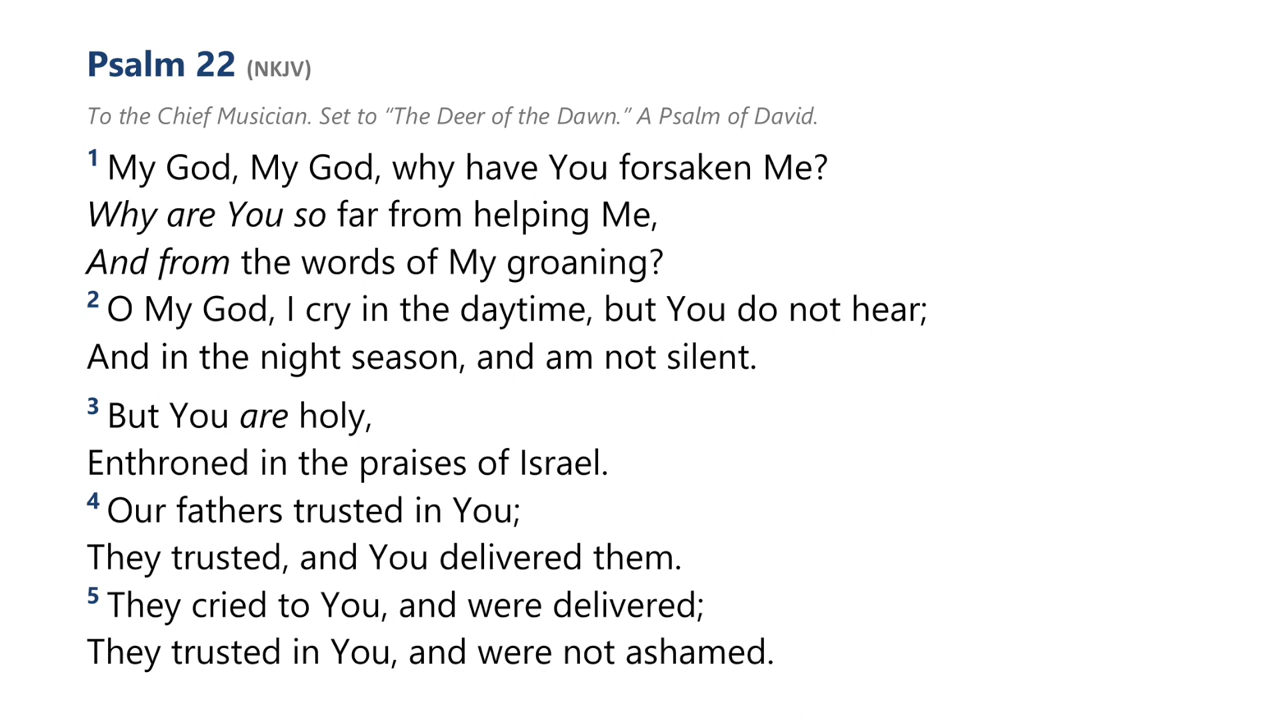 Psalm 22 (NKJV)
To the Chief Musician. Set to “The Deer of the Dawn.” A Psalm of David.
1 My God, My God, why have You forsaken Me?
Why are You so far from helping Me,
And from the words of My groaning?
2 O My God, I cry in the daytime, but You do not hear;
And in the night season, and am not silent.
3 But You are holy,
Enthroned in the praises of Israel.
4 Our fathers trusted in You;
They trusted, and You delivered them.
5 They cried to You, and were delivered;
They trusted in You, and were not ashamed.